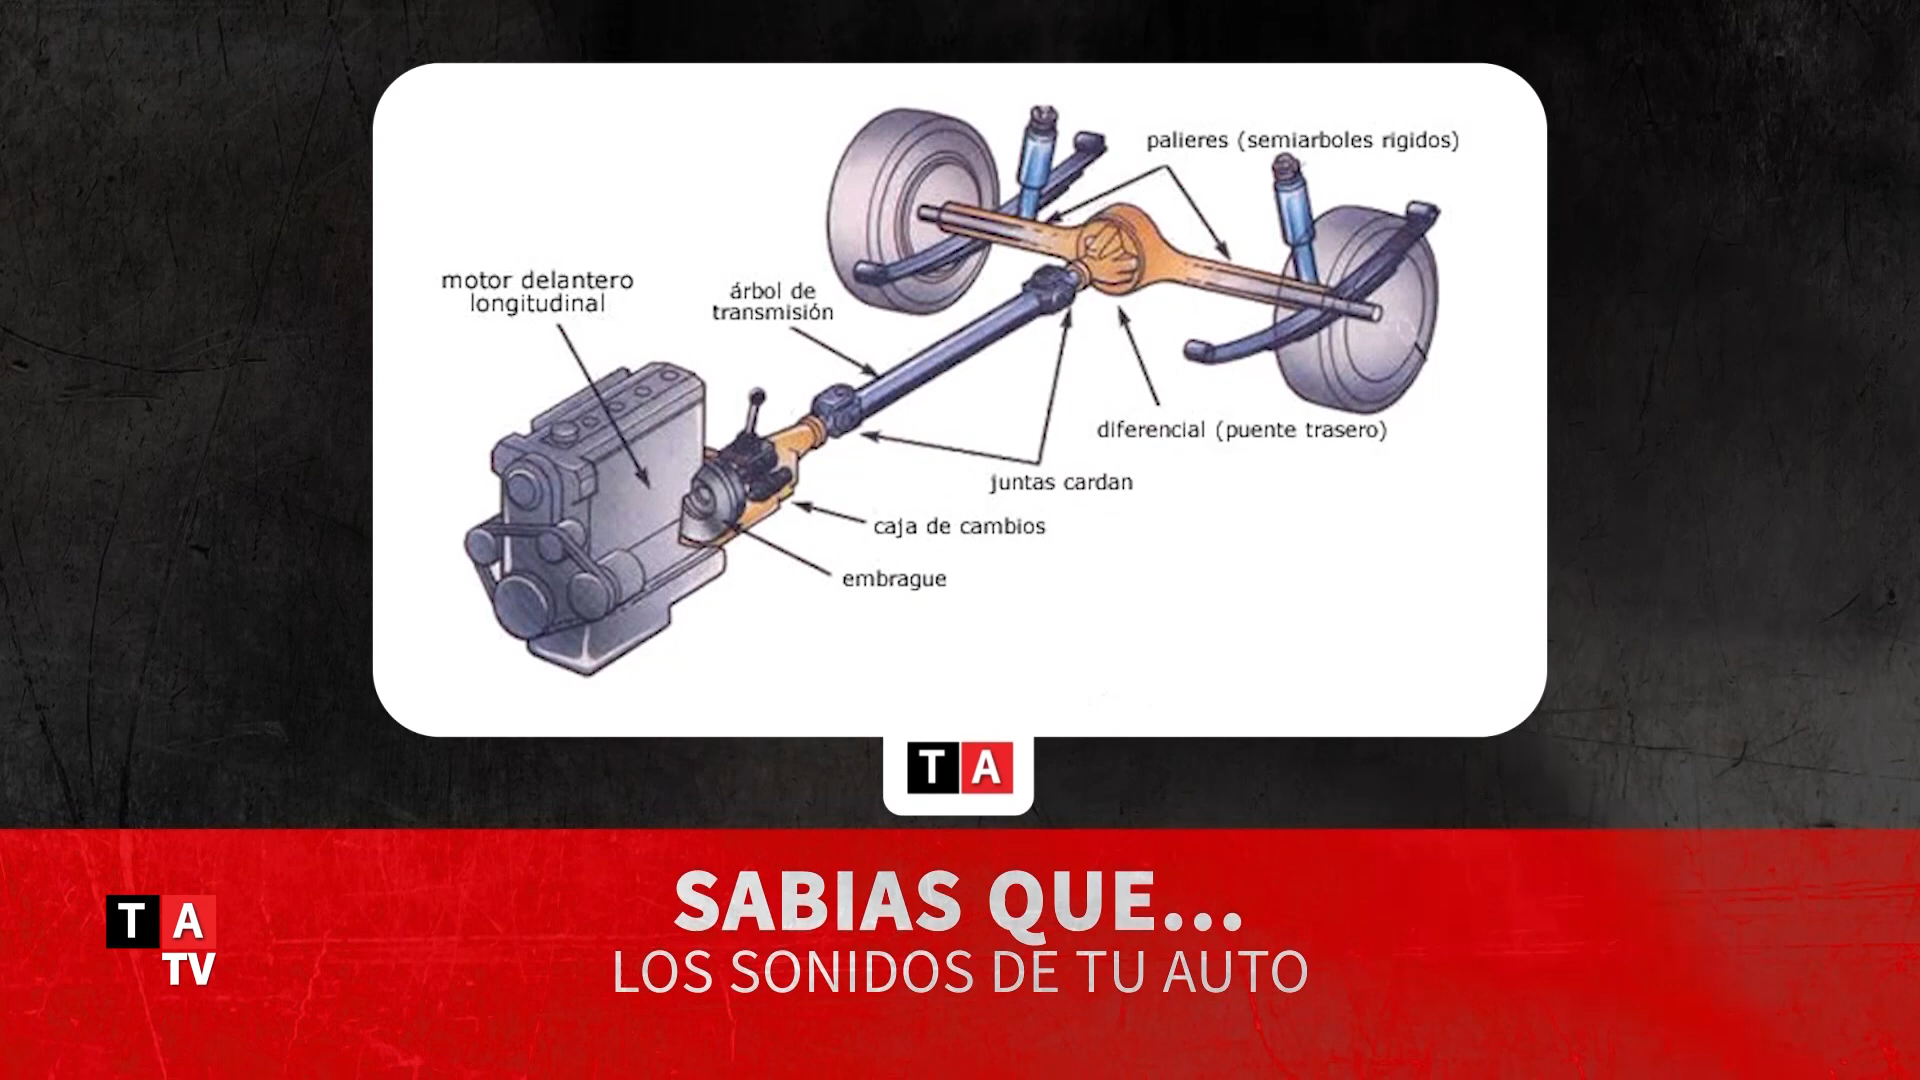 palieres (semiarboles rigidos)
motor delantero
longitudinal
árbol de
transmisión
diferencial (puente trasero)
juntas cardan
caja de cambios
embrague
T A
SABIAS QUE...
LOS SONIDOS DE TU AUTO
T A
TV